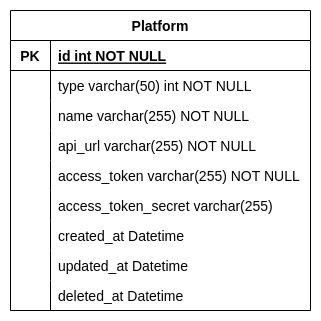 Platform
PK id int NOT NULL
type varchar(50) int NOT NULL
name varchar(255) NOT NULL
api_url varchar(255) NOT NULL
access_token varchar(255) NOT NULL
access_token_secret varchar(255)
created_at Datetime
updated_at Datetime
deleted_at Datetime